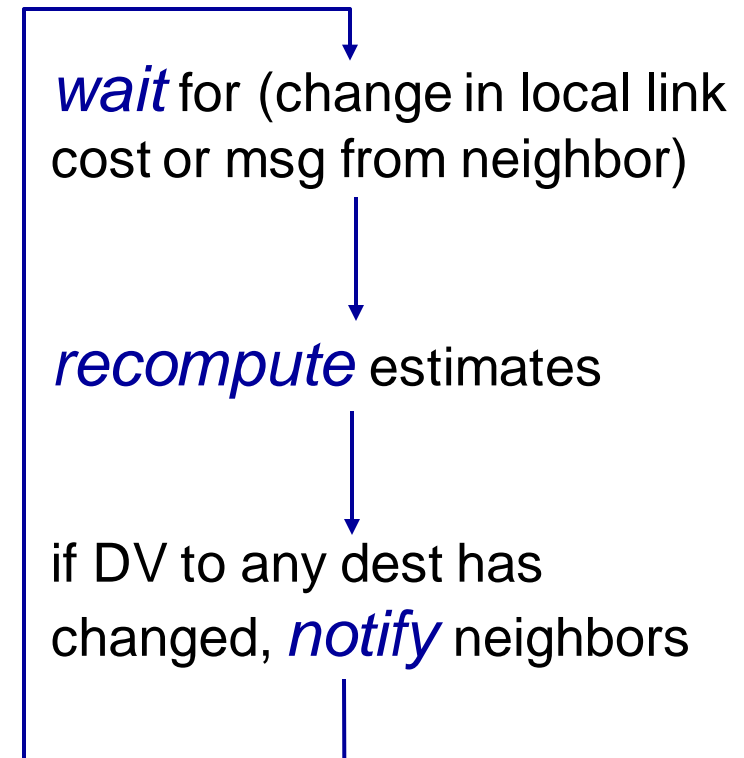 wait for (change in local link
cost or msg from neighbor)
recompute estimates
if DV to any dest has
changed, notify neighbors